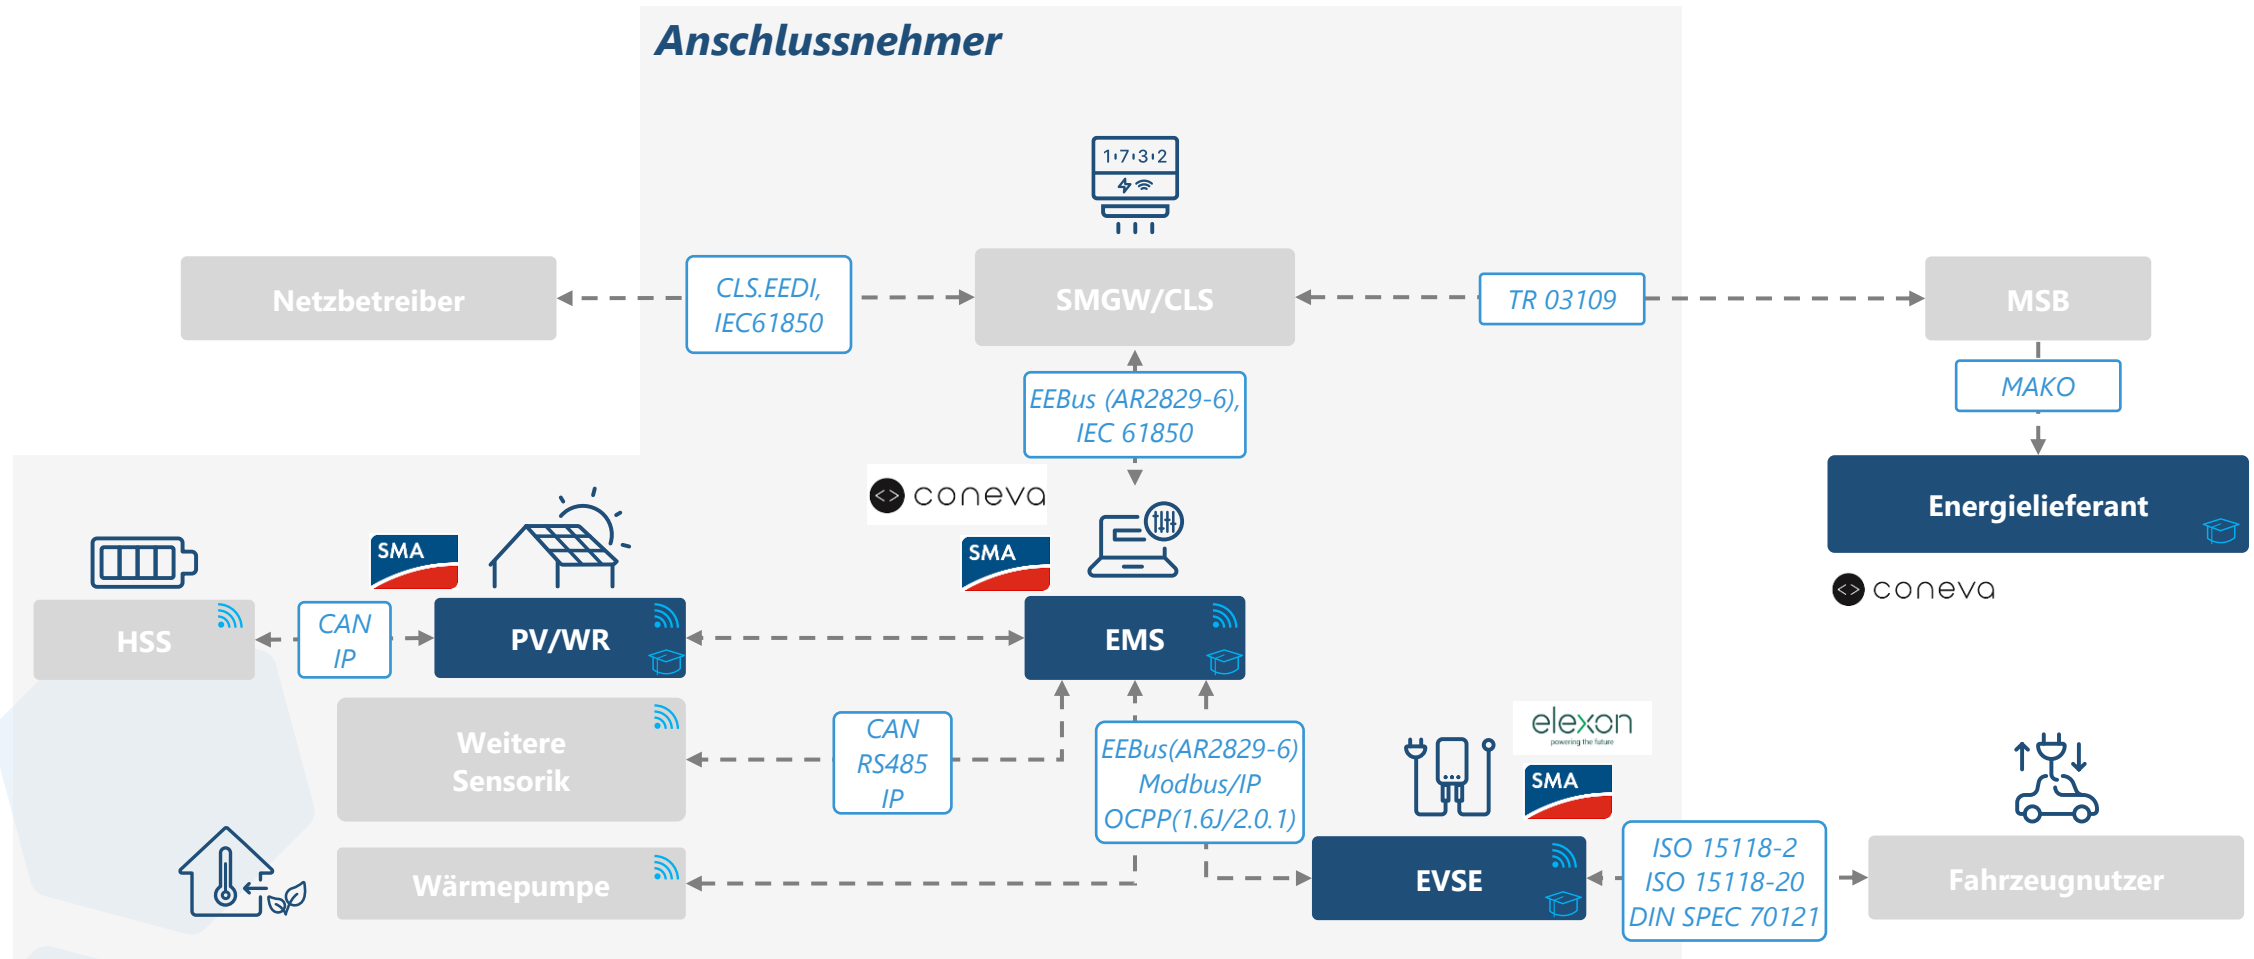 Anschlussnehmer
1 7 3 2
Netzbetreiber
CLS.EEDI,
IEC61850
SMGW/CLS
TR 03109
MSB
MAKO
EEBus (AR2829-6),
IEC 61850
coneva
SMA
SMA
Energielieferant
coneva
HSS
CAN
IP
PV/WR
EMS
Weitere
Sensorik
CAN
RS485
IP
EEBus(AR2829-6)
Modbus/IP
OCPP(1.6J/2.0.1)
elexon
powering the future
SMA
Wärmepumpe
EVSE
ISO 15118-2
ISO 15118-20
DIN SPEC 70121
Fahrzeugnutzer